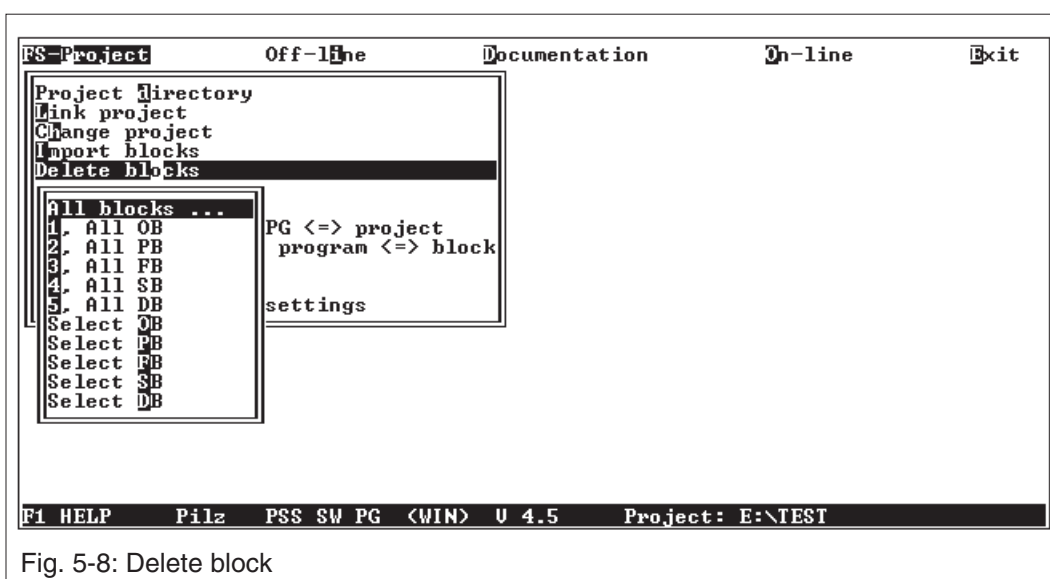 FS-Project Off-line Documentation On-line Exit
Project directory
Link project
Change project
Import blocks
Delete blocks
All blocks ...
1, All OB
2, All PB
3, All FB
4, All SB
5, All DB
Select OB
Select PB
Select FB
Select SB
Select DB
PG <=> project
program <=> block
settings
F1 HELP Pilz PSS SW PG (WIN) V 4.5 Project: E:\TEST
Fig. 5-8: Delete block